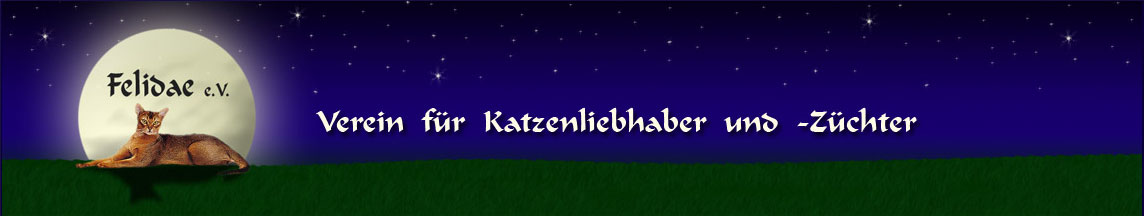 Felidae e.V.
Verein für Katzenliebhaber und -Züchter